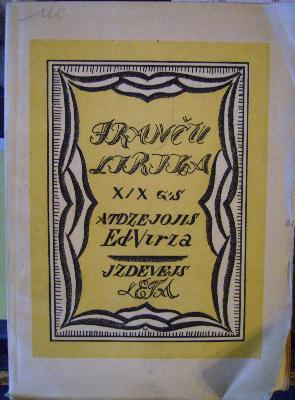 FRANČU
LIRIKA
XIX G.S
ATDZEJOJIS
Ed Virza
IZDEVEJS
LETA